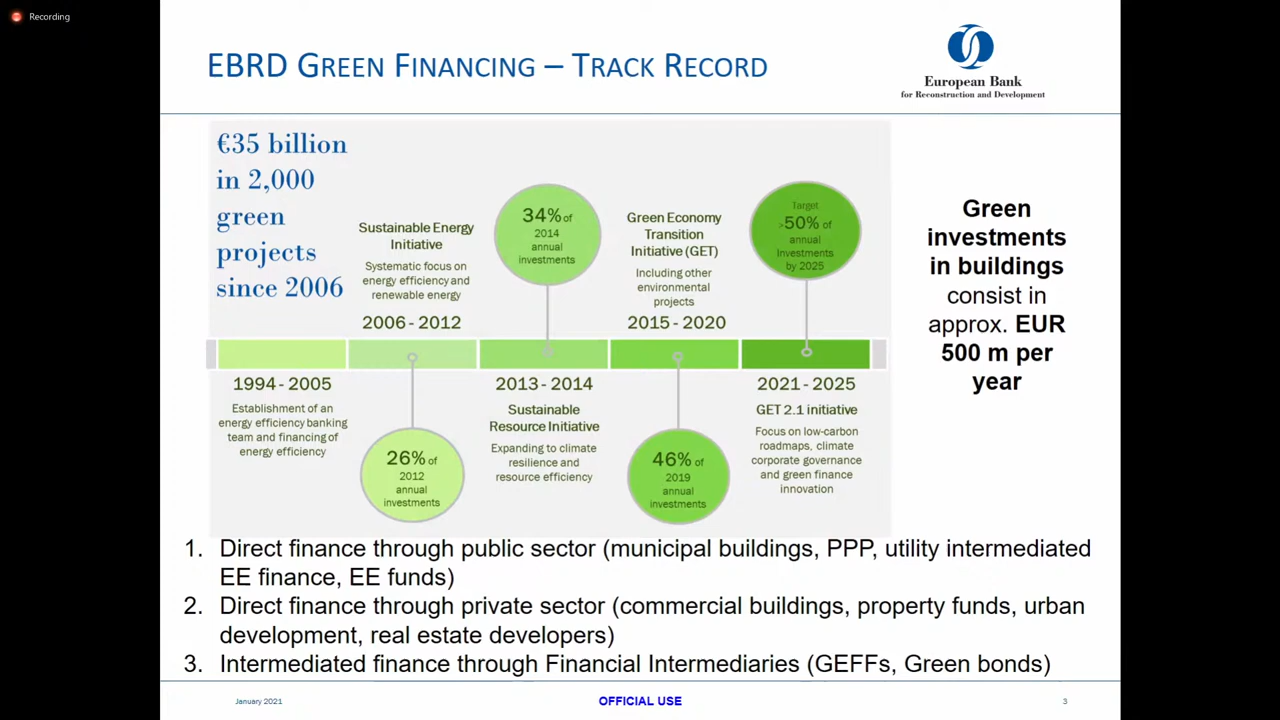 Recording
EBRD GREEN FINANCING – TRACK RECORD
European Bank
for Reconstruction and Development
€35 billion
in 2,000
green
projects
since 2006
Sustainable Energy
Initiative
Systematic focus on
energy efficiency and
renewable energy
2006 - 2012
34% of
2014
annual
investments
Green Economy
Transition
Initiative (GET)
Including other
environmental
projects
2015 - 2020
Target
>50% of
annual
Investments
by 2025
1994 - 2005
Establishment of an
energy efficiency banking
team and financing of
energy efficiency
26% of
2012
annual
investments
2013 - 2014
Sustainable
Resource Initiative
Expanding to climate
resilience and
resource efficiency
46% of
2019
annual
investments
2021 - 2025
GET 2.1 initiative
Focus on low-carbon
roadmaps, climate
corporate governance
and green finance
innovation
Green
investments
in buildings
consist in
approx. EUR
500 m per
year
1. Direct finance through public sector (municipal buildings, PPP, utility intermediated
EE finance, EE funds)
2. Direct finance through private sector (commercial buildings, property funds, urban
development, real estate developers)
3. Intermediated finance through Financial Intermediaries (GEFFs, Green bonds)
January 2021
OFFICIAL USE
3